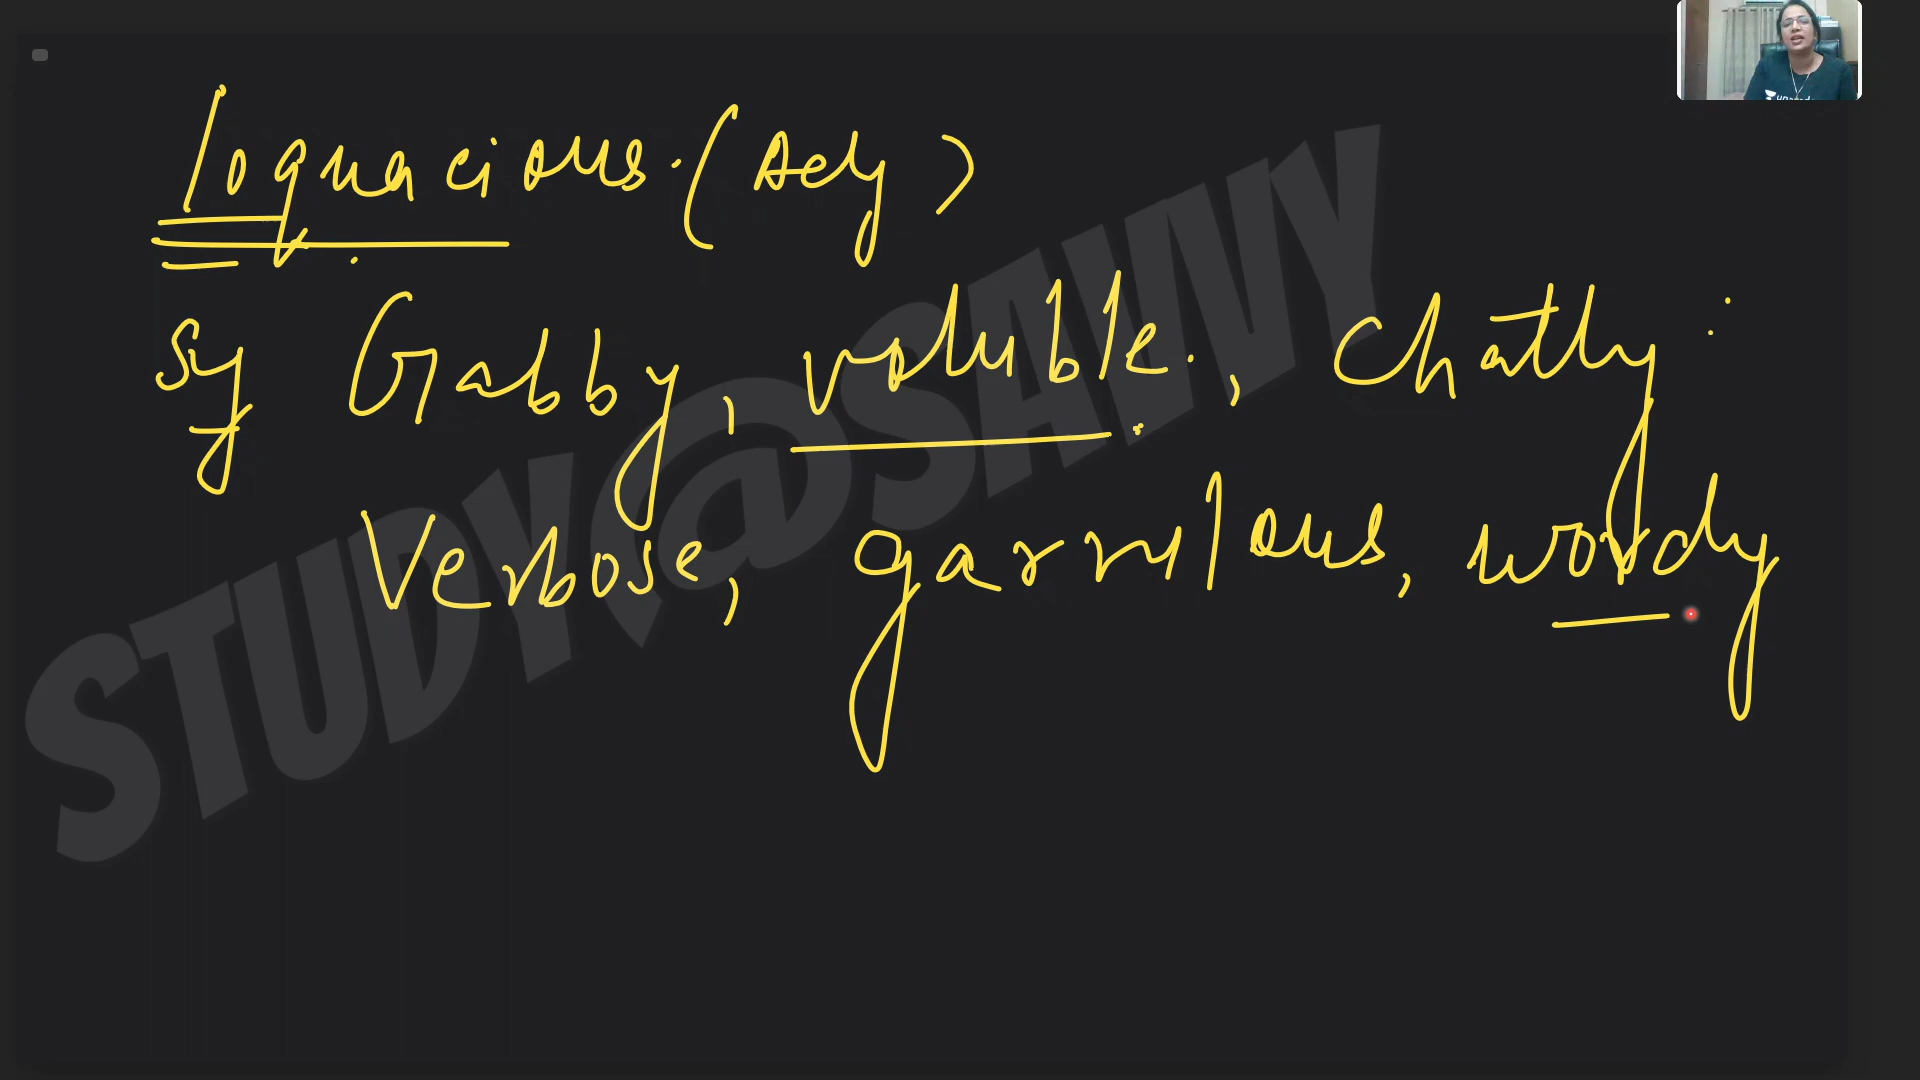 loquacious. (Adj)
sy Gabby, voluble., Chatty
Verbose, garrulous, wordy
STUDY@SAVVY